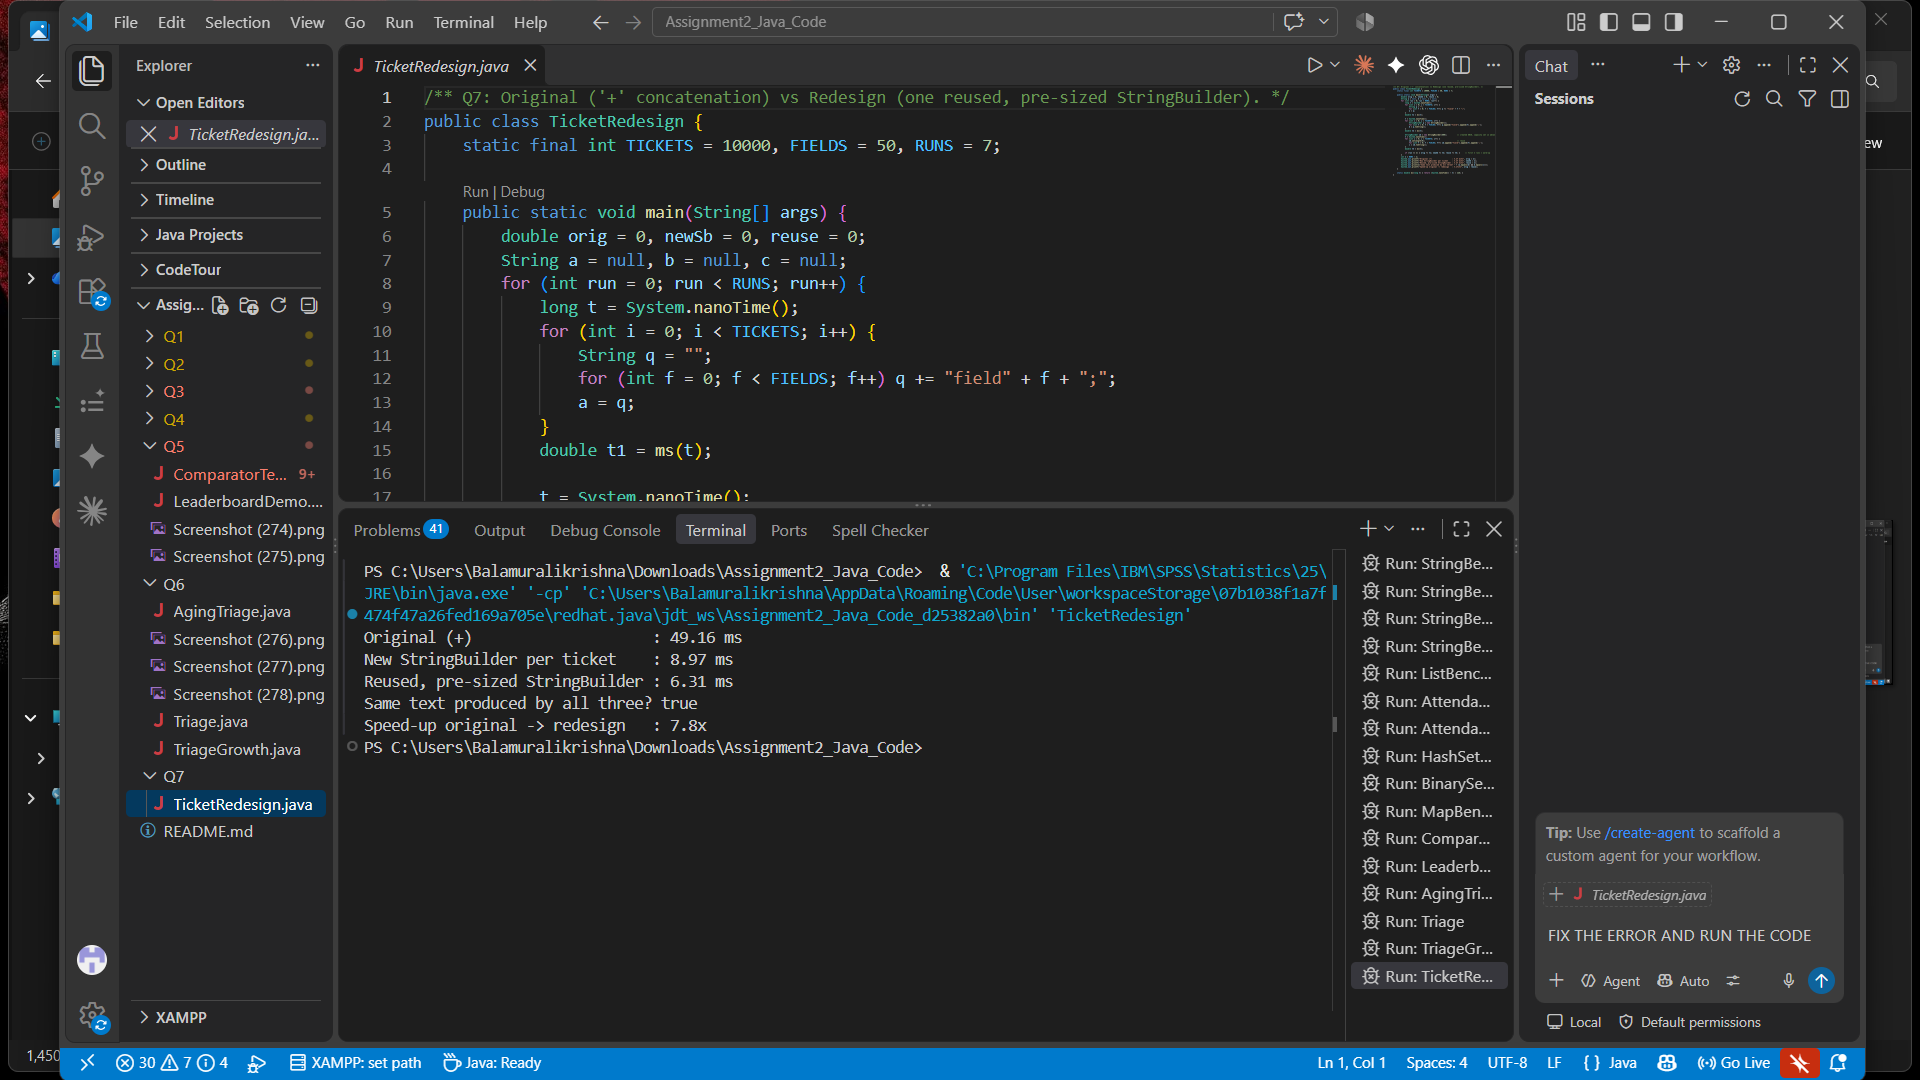 File Edit Selection View Go Run Terminal Help
Assignment2_Java_Code
Explorer
Open Editors
TicketRedesign.ja...
Outline
Timeline
Java Projects
CodeTour
Assig...
Q1
Q2
Q3
Q4
Q5
ComparatorTe... 9+
LeaderboardDemo....
Screenshot (274).png
Screenshot (275).png
Q6
AgingTriage.java
Screenshot (276).png
Screenshot (277).png
Screenshot (278).png
Triage.java
TriageGrowth.java
Q7
TicketRedesign.java
README.md
XAMPP
TicketRedesign.java
1 /** Q7: Original ('+' concatenation) vs Redesign (one reused, pre-sized StringBuilder). */
2 public class TicketRedesign {
3 static final int TICKETS = 10000, FIELDS = 50, RUNS = 7;
4
Run | Debug
5 public static void main(String[] args) {
6 double orig = 0, newSb = 0, reuse = 0;
7 String a = null, b = null, c = null;
8 for (int run = 0; run < RUNS; run++) {
9 long t = System.nanoTime();
10 for (int i = 0; i < TICKETS; i++) {
11 String q = "";
12 for (int f = 0; f < FIELDS; f++) q += "field" + f + ";";
13 a = q;
14 }
15 double t1 = ms(t);
16
17 t = System.nanoTime();
Problems 41 Output Debug Console Terminal Ports Spell Checker
PS C:\Users\Balamuralikrishna\Downloads\Assignment2_Java_Code> & 'C:\Program Files\IBM\SPSS\Statistics\25\
JRE\bin\java.exe' '-cp' 'C:\Users\Balamuralikrishna\AppData\Roaming\Code\User\workspaceStorage\07b1038f1a7f
474f47a26fed169a705e\redhat.java\jdt_ws\Assignment2_Java_Code_d25382a0\bin' 'TicketRedesign'
Original (+) : 49.16 ms
New StringBuilder per ticket : 8.97 ms
Reused, pre-sized StringBuilder : 6.31 ms
Same text produced by all three? true
Speed-up original -> redesign : 7.8x
PS C:\Users\Balamuralikrishna\Downloads\Assignment2_Java_Code>
Run: StringBe...
Run: StringBe...
Run: StringBe...
Run: StringBe...
Run: ListBenc...
Run: Attenda...
Run: Attenda...
Run: HashSet...
Run: BinarySe...
Run: MapBen...
Run: Compar...
Run: Leaderb...
Run: AgingTri...
Run: Triage
Run: TriageGr...
Run: TicketRe...
Chat
Sessions
Tip: Use /create-agent to scaffold a
custom agent for your workflow.
TicketRedesign.java
FIX THE ERROR AND RUN THE CODE
Agent Auto
Local Default permissions
ew
1,450
30 7 4 XAMPP: set path Java: Ready Ln 1, Col 1 Spaces: 4 UTF-8 LF { } Java Go Live